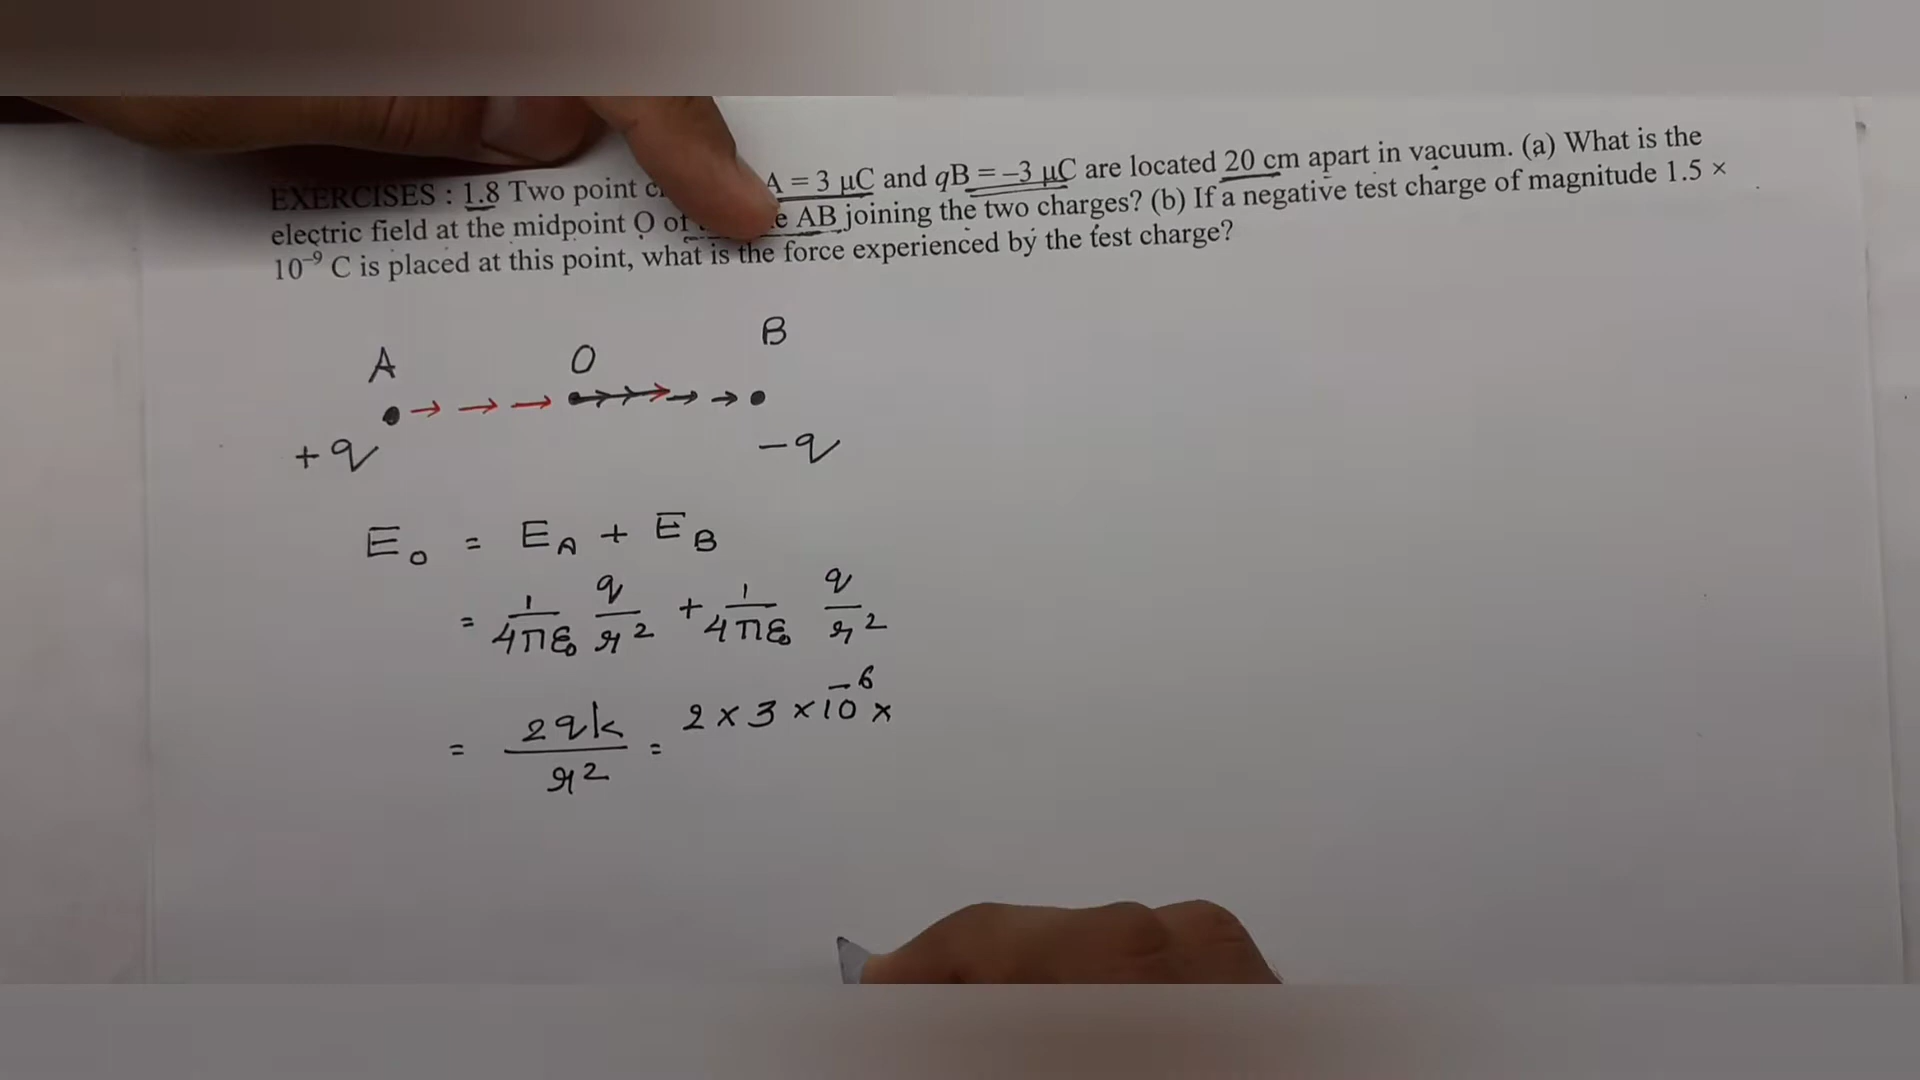 EXERCISES : 1.8 Two point A = 3 μC and qB = –3 μC are located 20 cm apart in vacuum. (a) What is the
electric field at the midpoint O of AB joining the two charges? (b) If a negative test charge of magnitude 1.5 ×
10⁻⁹ C is placed at this point, what is the force experienced by the test charge?
A O B
+q −q
E₀ = E_A + E_B
= 1/4πε₀ q/r² + 1/4πε₀ q/r²
= 2qk/r² = 2 × 3 × 10⁻⁶ ×